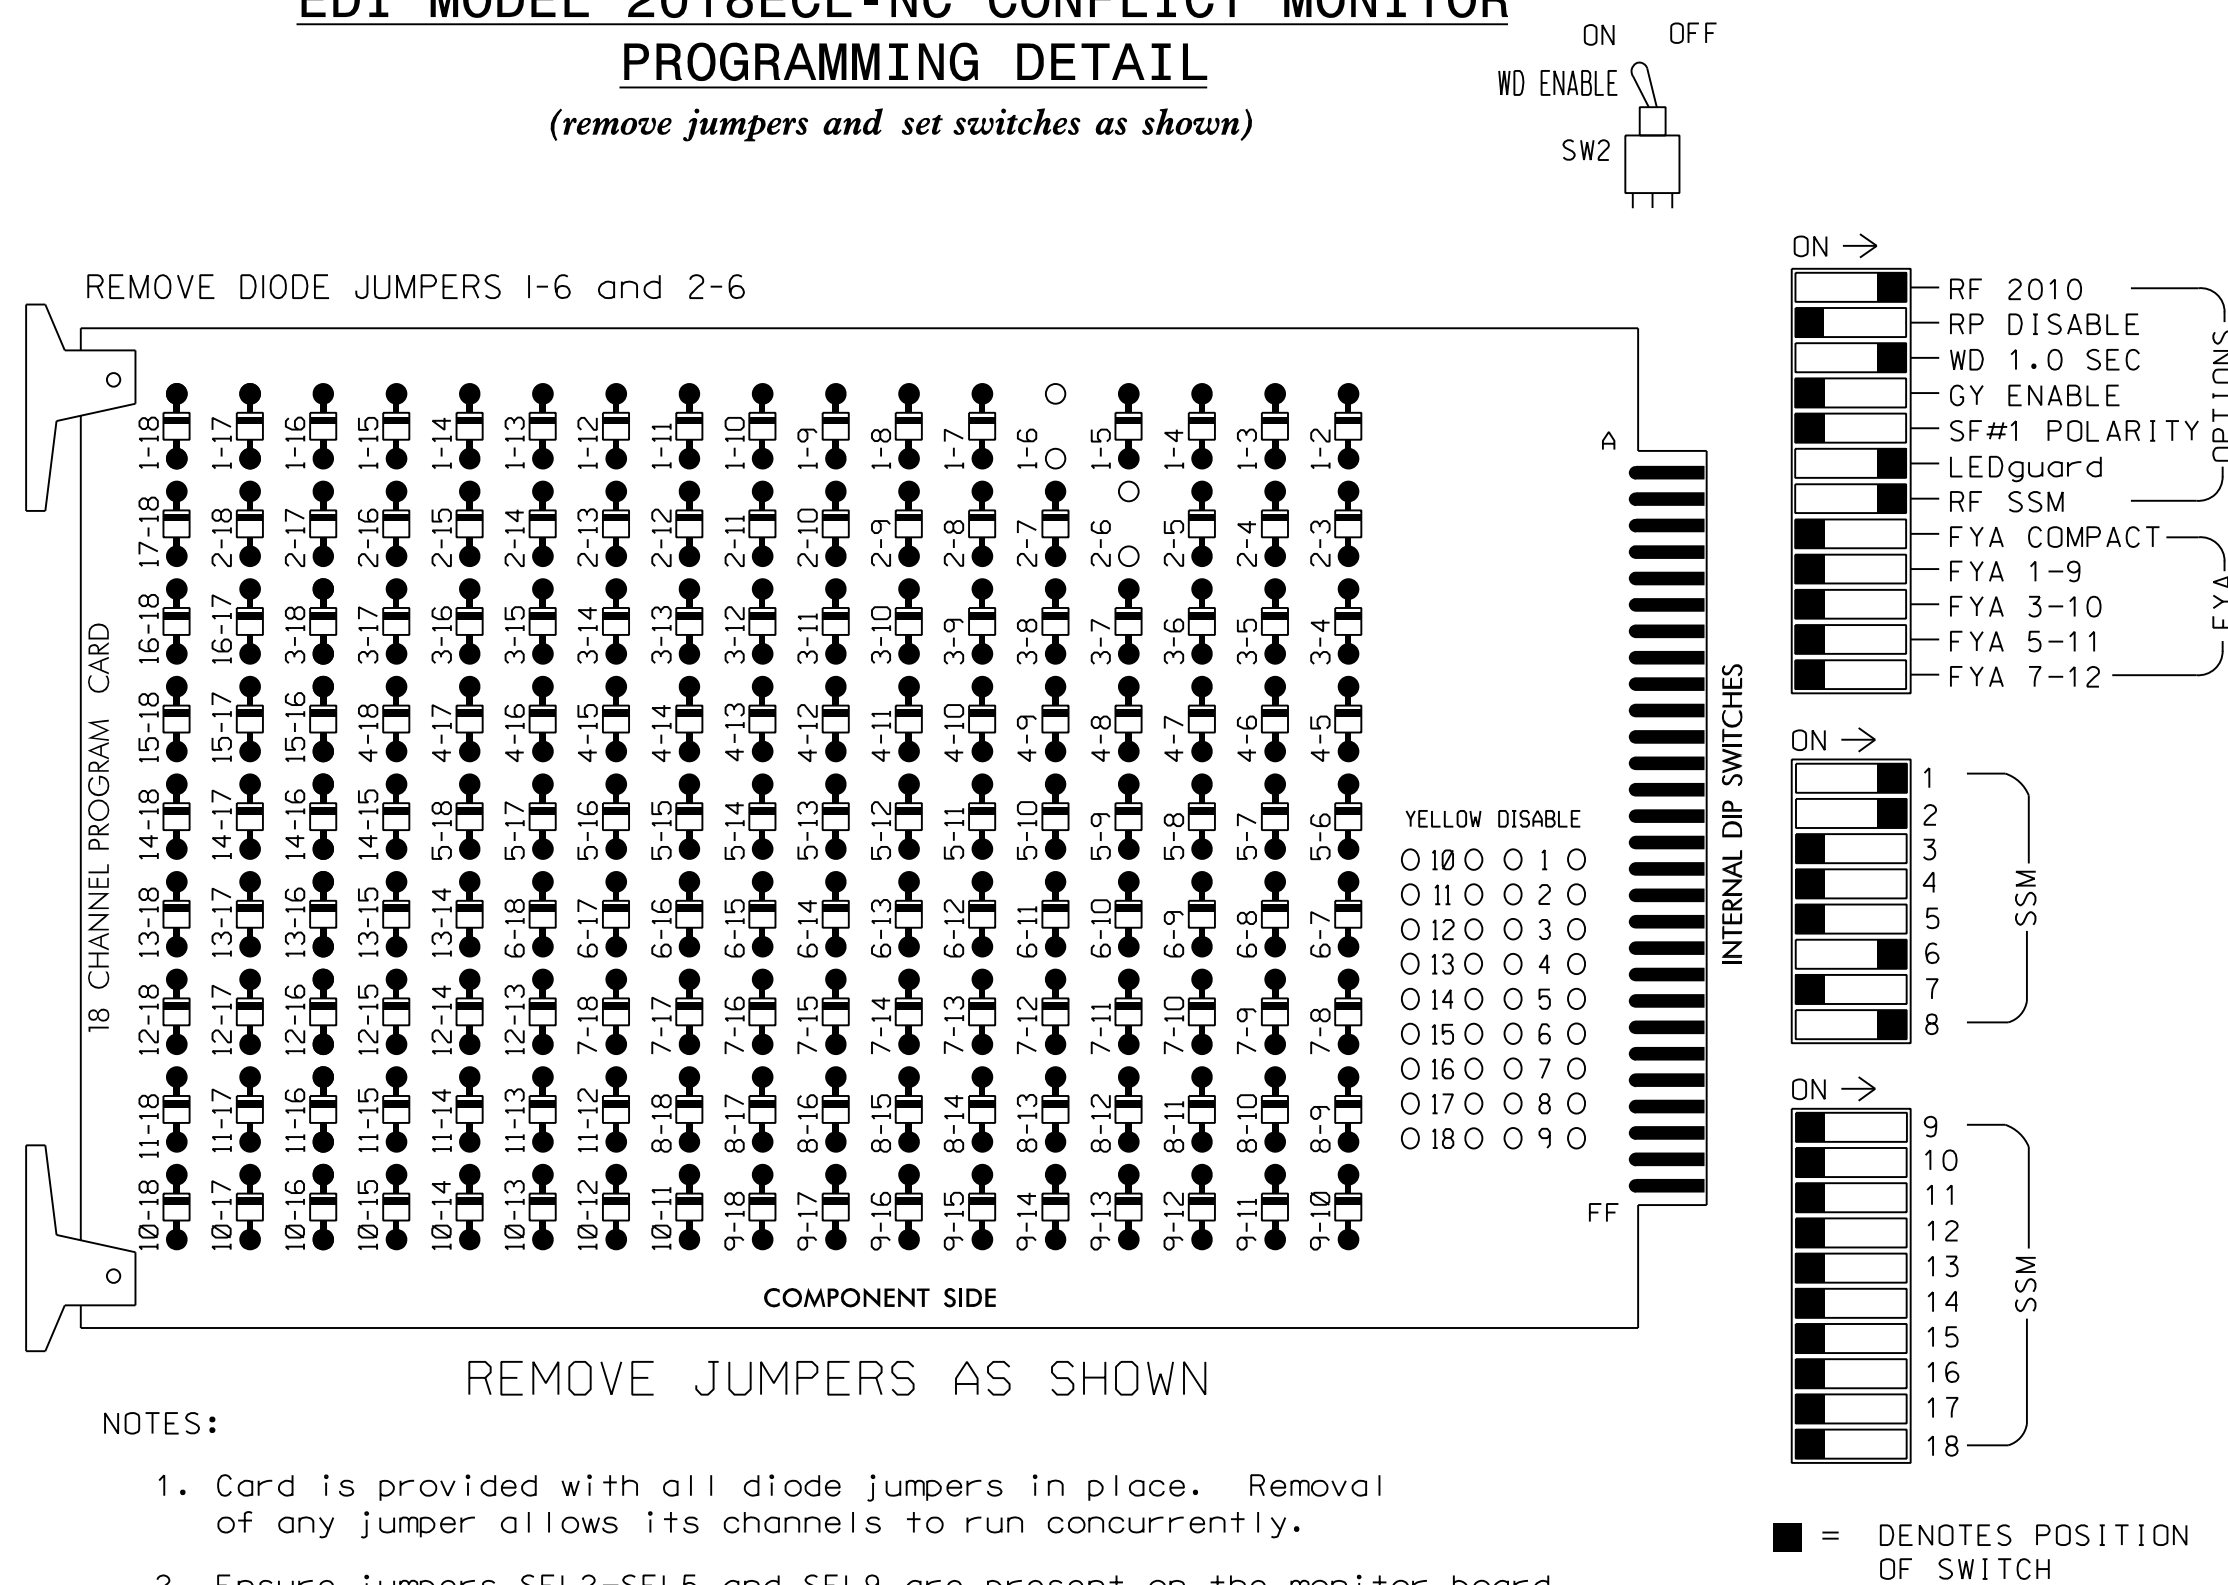 EDI MODEL 2018ECL-NC CONFLICT MONITOR
PROGRAMMING DETAIL
(remove jumpers and set switches as shown)
ON OFF
WD ENABLE
SW2
REMOVE DIODE JUMPERS 1-6 and 2-6
18 CHANNEL PROGRAM CARD
1-18 1-17 1-16 1-15 1-14 1-13 1-12 1-11 1-10 1-9 1-8 1-7 1-6 1-5 1-4 1-3 1-2
17-18 2-18 2-17 2-16 2-15 2-14 2-13 2-12 2-11 2-10 2-9 2-8 2-7 2-6 2-5 2-4 2-3
16-18 16-17 3-18 3-17 3-16 3-15 3-14 3-13 3-12 3-11 3-10 3-9 3-8 3-7 3-6 3-5 3-4
15-18 15-17 15-16 4-18 4-17 4-16 4-15 4-14 4-13 4-12 4-11 4-10 4-9 4-8 4-7 4-6 4-5
14-18 14-17 14-16 14-15 5-18 5-17 5-16 5-15 5-14 5-13 5-12 5-11 5-10 5-9 5-8 5-7 5-6
13-18 13-17 13-16 13-15 13-14 6-18 6-17 6-16 6-15 6-14 6-13 6-12 6-11 6-10 6-9 6-8 6-7
12-18 12-17 12-16 12-15 12-14 12-13 7-18 7-17 7-16 7-15 7-14 7-13 7-12 7-11 7-10 7-9 7-8
11-18 11-17 11-16 11-15 11-14 11-13 11-12 8-18 8-17 8-16 8-15 8-14 8-13 8-12 8-11 8-10 8-9
10-18 10-17 10-16 10-15 10-14 10-13 10-12 10-11 9-18 9-17 9-16 9-15 9-14 9-13 9-12 9-11 9-10
A
YELLOW DISABLE
10 1
11 2
12 3
13 4
14 5
15 6
16 7
17 8
18 9
FF
COMPONENT SIDE
INTERNAL DIP SWITCHES
ON
RF 2010
RP DISABLE
WD 1.0 SEC
GY ENABLE
SF#1 POLARITY
LEDguard
RF SSM
OPTIONS
FYA COMPACT
FYA 1-9
FYA 3-10
FYA 5-11
FYA 7-12
FYA
ON
1
2
3
4
5
6
7
8
SSM
ON
9
10
11
12
13
14
15
16
17
18
SSM
= DENOTES POSITION
OF SWITCH
REMOVE JUMPERS AS SHOWN
NOTES:
1. Card is provided with all diode jumpers in place. Removal
of any jumper allows its channels to run concurrently.
2. Ensure jumpers SEL2-SEL5 and SEL9 are present on the monitor board.